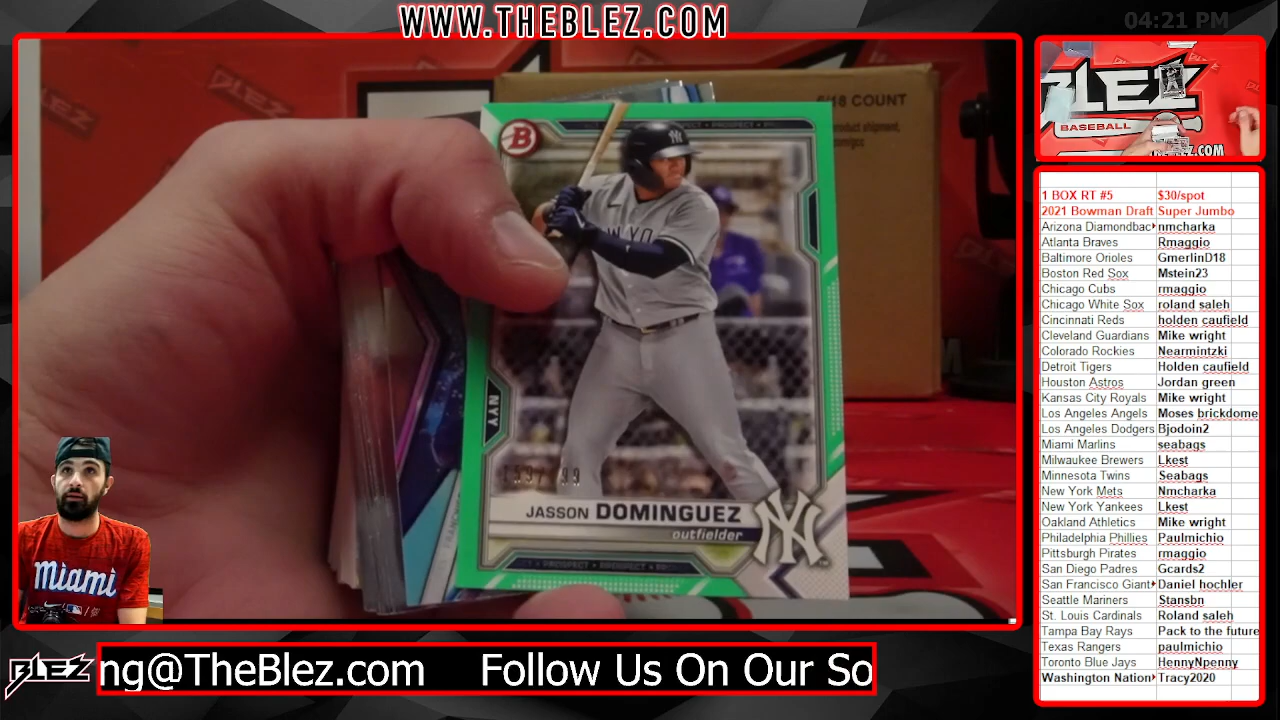 WWW.THEBLEZ.COM
04:21 PM
BLEZ
6/18 COUNT
B
PROSPECT
NYY
JASSON DOMINGUEZ
outfielder
NY
PROSPECT
Miami
BLEZ
BASEBALL
.COM
1 BOX RT #5 $30/spot
2021 Bowman Draft Super Jumbo
Arizona Diamondbac nmcharka
Atlanta Braves Rmaggio
Baltimore Orioles GmerlinD18
Boston Red Sox Mstein23
Chicago Cubs rmaggio
Chicago White Sox roland saleh
Cincinnati Reds holden caufield
Cleveland Guardians Mike wright
Colorado Rockies Nearmintzki
Detroit Tigers Holden caufield
Houston Astros Jordan green
Kansas City Royals Mike wright
Los Angeles Angels Moses brickdome
Los Angeles Dodgers Bjodoin2
Miami Marlins seabags
Milwaukee Brewers Lkest
Minnesota Twins Seabags
New York Mets Nmcharka
New York Yankees Lkest
Oakland Athletics Mike wright
Philadelphia Phillies Paulmichio
Pittsburgh Pirates rmaggio
San Diego Padres Gcards2
San Francisco Giant Daniel hochler
Seattle Mariners Stansbn
St. Louis Cardinals Roland saleh
Tampa Bay Rays Pack to the future
Texas Rangers paulmichio
Toronto Blue Jays HennyNpenny
Washington Nation Tracy2020
BLEZ ng@TheBlez.com Follow Us On Our So